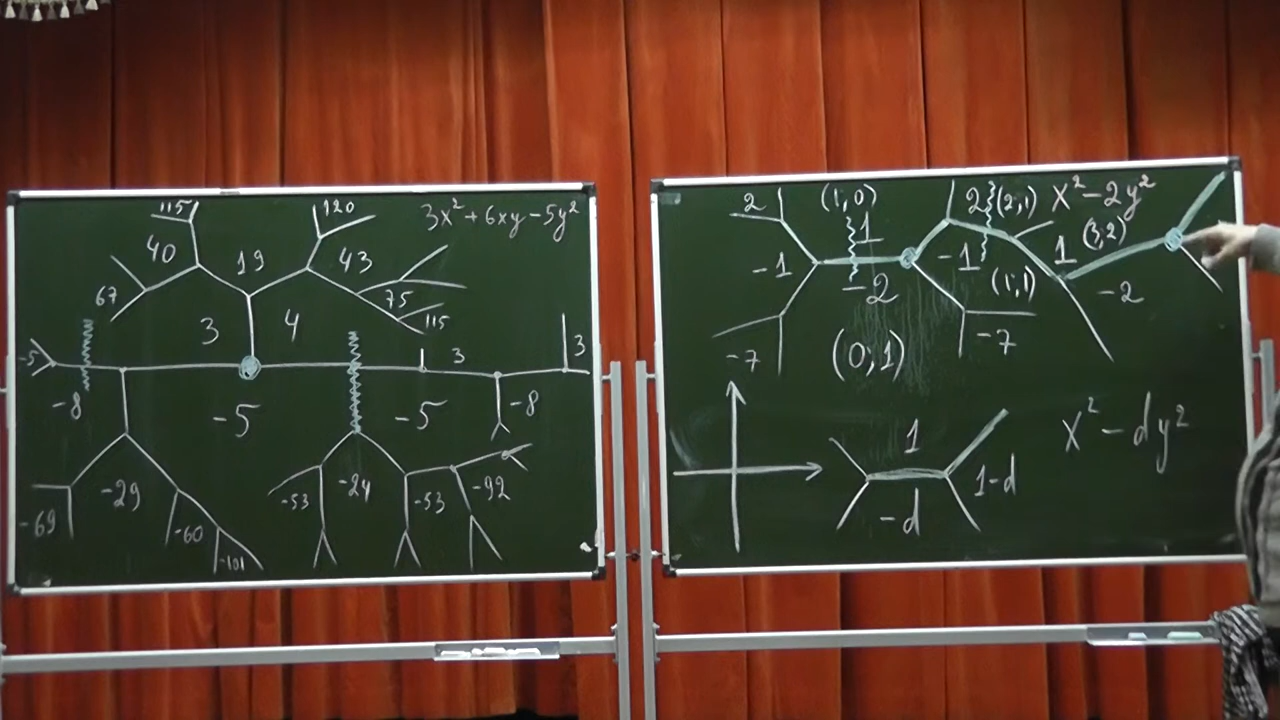 115 120 3x² + 6xy - 5y²
40 19 43
67 75
3 4 115
-5 3 3
-8 -5 -5 -8
-29 -53 -24 -53 -92
-69 -60
-101
2 (1,0) 2 (2,1) x² - 2y²
1 1 (3,2)
-1 -1
-2 (1,1) -2
-7 (0;1) -7
1 x² - dy²
-d 1-d